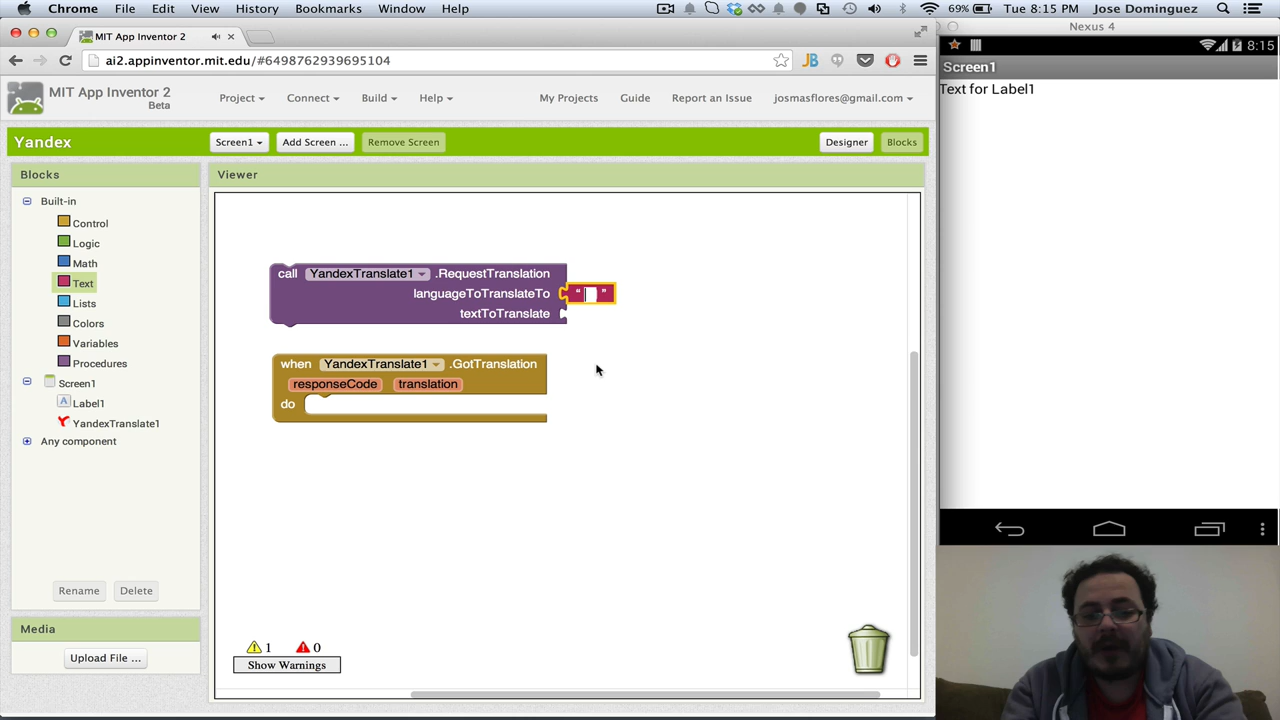 Chrome File Edit View History Bookmarks Window Help 69% Tue 8:15 PM Jose Dominguez
MIT App Inventor 2
ai2.appinventor.mit.edu/#6498762939695104
MIT App Inventor 2
Beta
Project Connect Build Help My Projects Guide Report an Issue josmasflores@gmail.com
Yandex Screen1 Add Screen ... Remove Screen Designer Blocks
Blocks
Built-in
Control
Logic
Math
Text
Lists
Colors
Variables
Procedures
Screen1
Label1
YandexTranslate1
Any component
Rename Delete
Media
Upload File ...
Viewer
call YandexTranslate1 .RequestTranslation
languageToTranslateTo “ ”
textToTranslate
when YandexTranslate1 .GotTranslation
responseCode translation
do
1 0
Show Warnings
Nexus 4
8:15
Screen1
Text for Label1